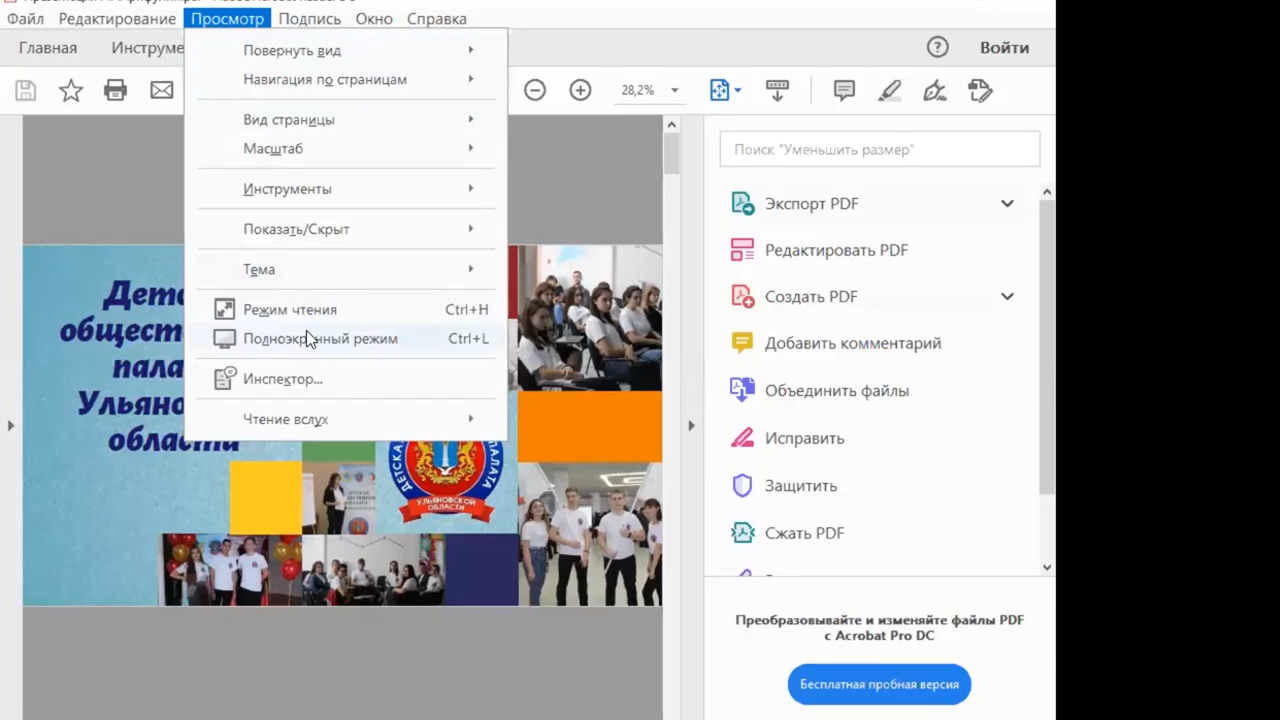 Файл Редактирование Просмотр Подпись Окно Справка
Главная
Войти
28,2%
Повернуть вид
Навигация по страницам
Вид страницы
Масштаб
Инструменты
Показать/Скрыт
Тема
Режим чтения Ctrl+H
Полноэкранный режим Ctrl+L
Инспектор...
Чтение вслух
УЛЬЯНОВСКОЙ
ОБЛАСТИ
Поиск "Уменьшить размер"
Экспорт PDF
Редактировать PDF
Создать PDF
Добавить комментарий
Объединить файлы
Исправить
Защитить
Сжать PDF
Преобразовывайте и изменяйте файлы PDF
с Acrobat Pro DC
Бесплатная пробная версия